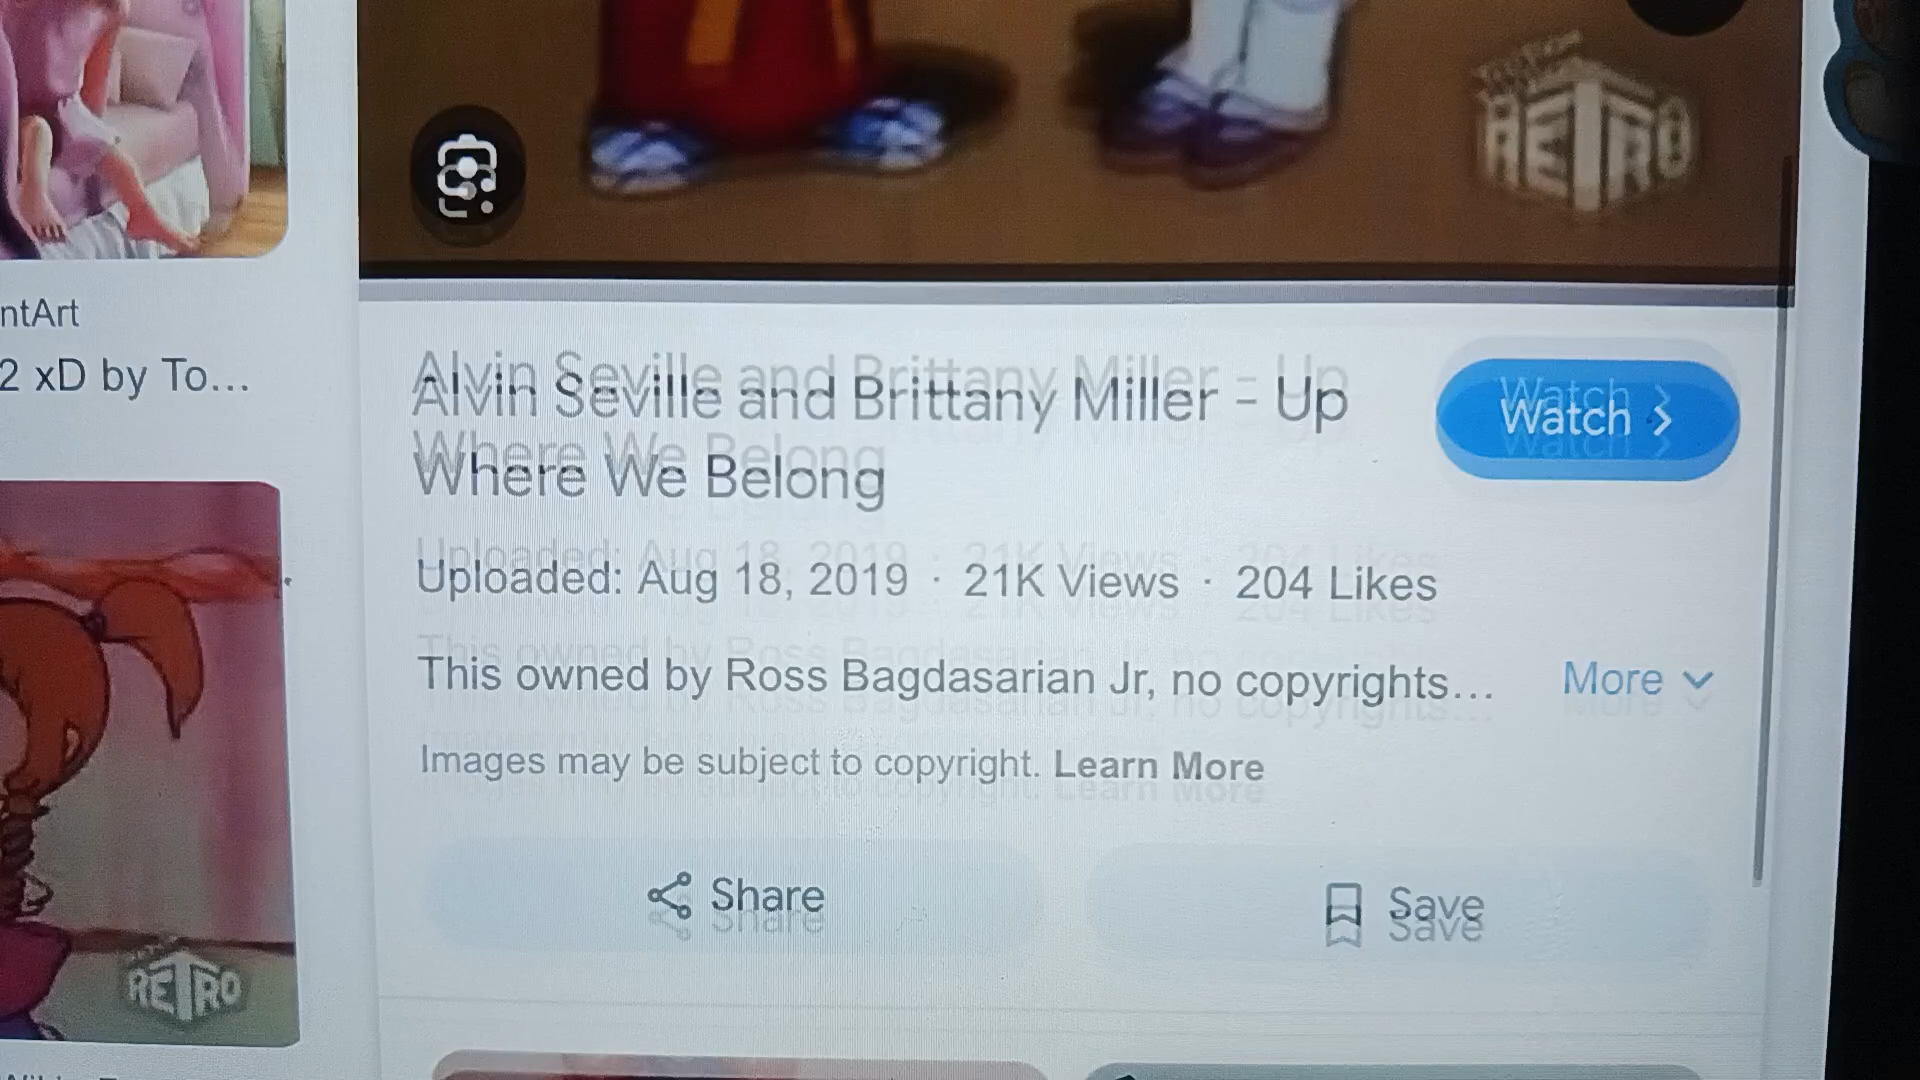 RETRO
ntArt
2 xD by To...
Alvin Seville and Brittany Miller - Up
Where We Belong
Watch
Uploaded: Aug 18, 2019 · 21K Views · 204 Likes
This owned by Ross Bagdasarian Jr, no copyrights...
More
Images may be subject to copyright. Learn More
Share
Save
RETRO